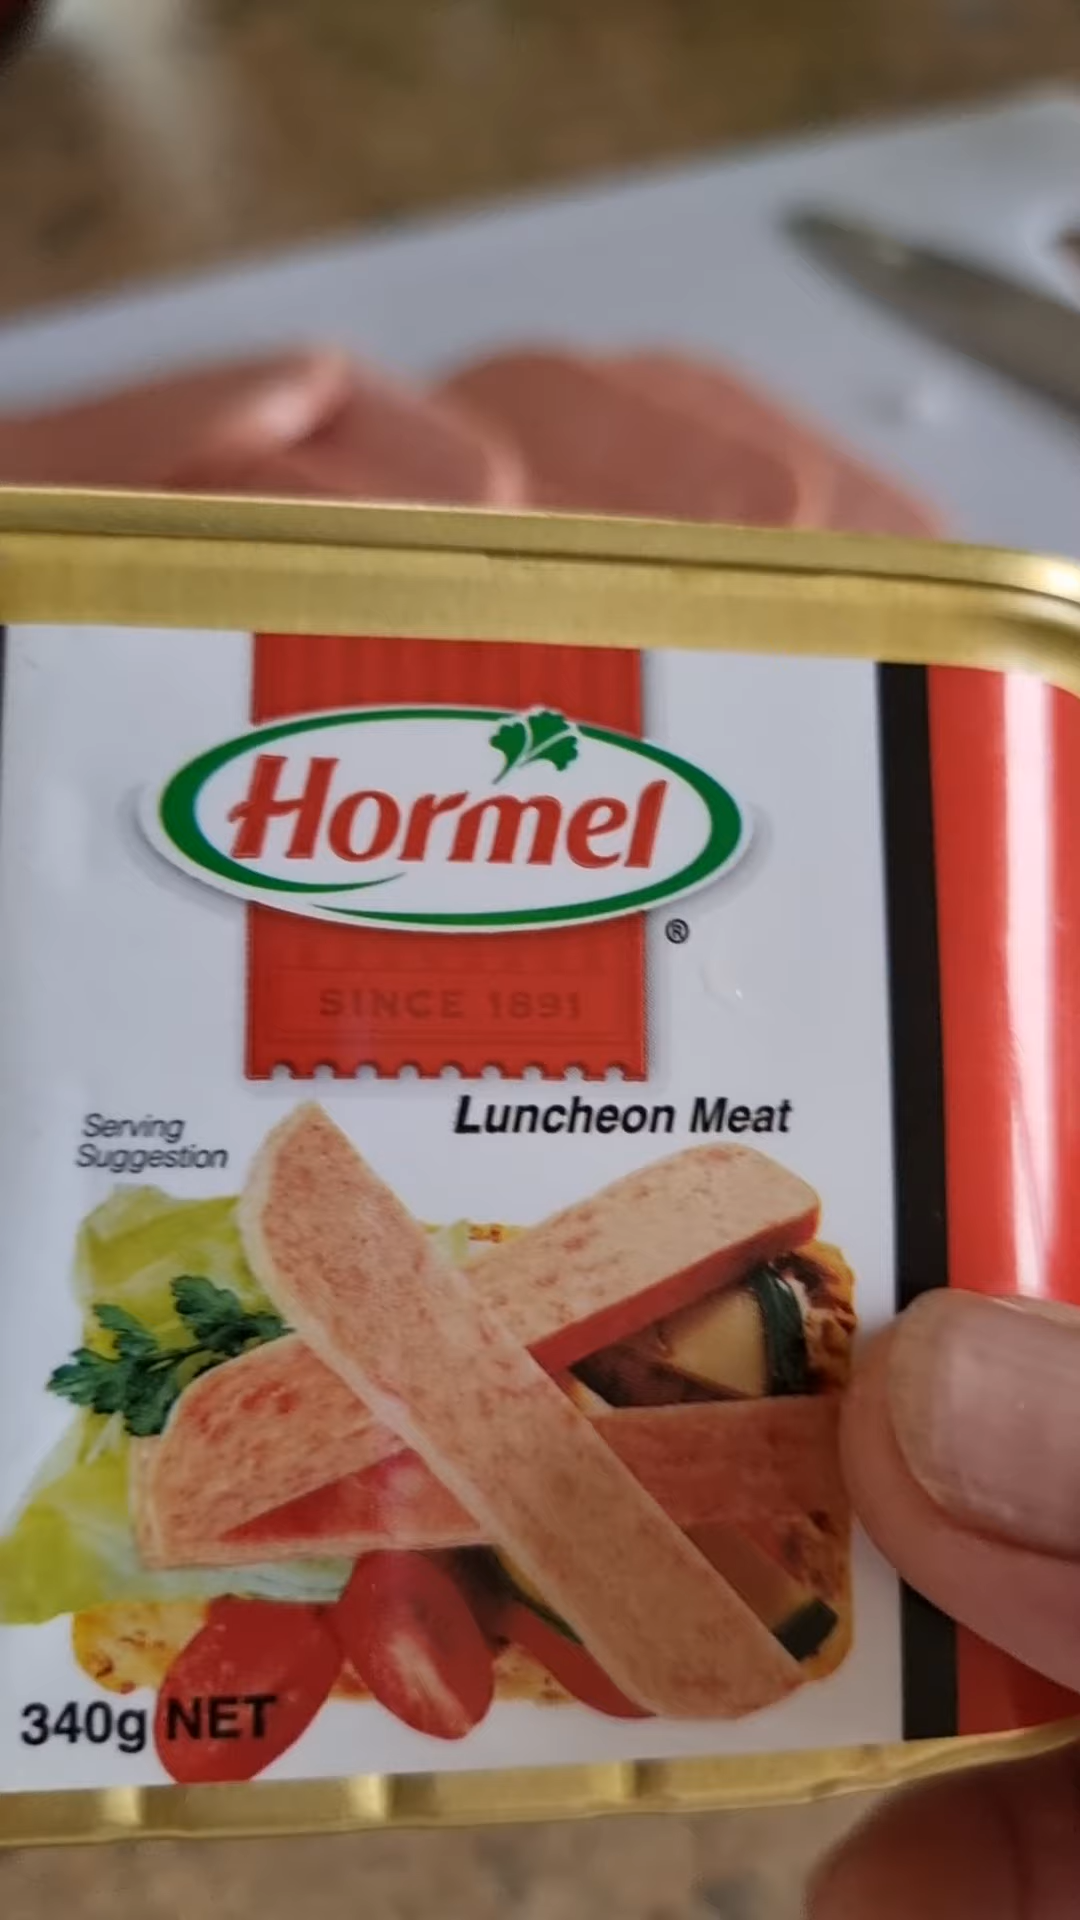 Hormel
®
SINCE 1891
Luncheon Meat
Serving
Suggestion
340g NET